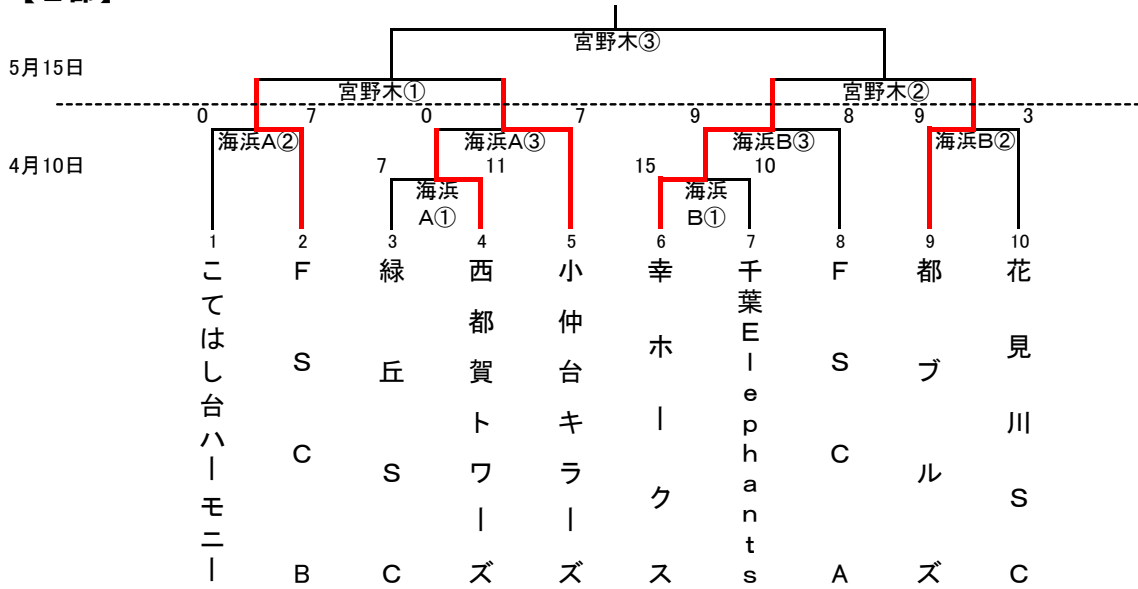 宮野木③
5月15日
宮野木① 宮野木②
0 7 0 7 9 8 9 3
海浜A② 海浜A③ 海浜B③ 海浜B②
4月10日
7 11 15 10
海浜
A①
海浜
B①
1 2 3 4 5 6 7 8 9 10
こてはし台ハーモニー
FSCB
緑丘SC
西都賀トワーズ
小仲台キラーズ
幸ホークス
千葉Elephants
FSCA
都ブルズ
花見川SC